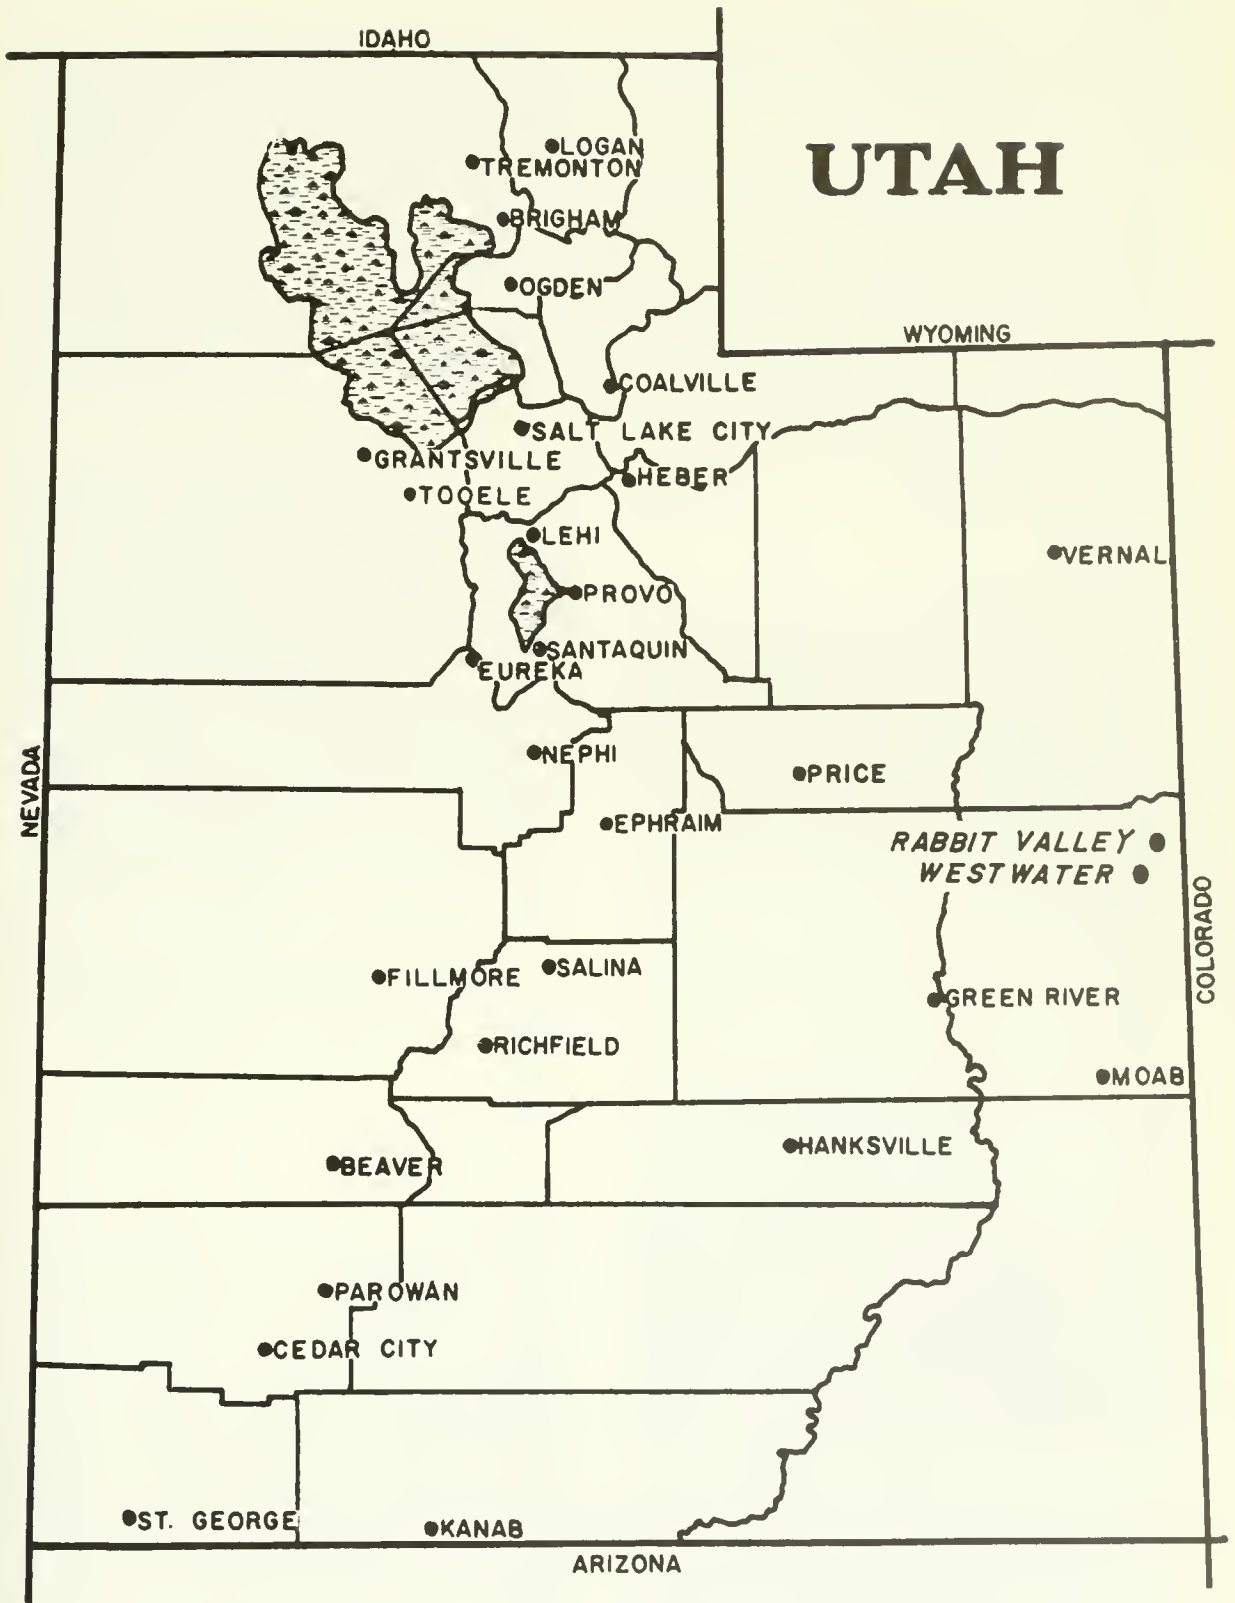 IDAHO
UTAH
LOGAN
TREMONTON
BRIGHAM
OGDEN
WYOMING
COALVILLE
SALT LAKE CITY
GRANTSVILLE
HEBER
TOOELE
LEHI
VERNAL
PROVO
SANTAQUIN
EUREKA
NEVADA
NEPHI
PRICE
EPHRAIM
RABBIT VALLEY
WESTWATER
COLORADO
FILLMORE
SALINA
GREEN RIVER
RICHFIELD
MOAB
HANKSVILLE
BEAVER
PAROWAN
CEDAR CITY
ST. GEORGE
KANAB
ARIZONA